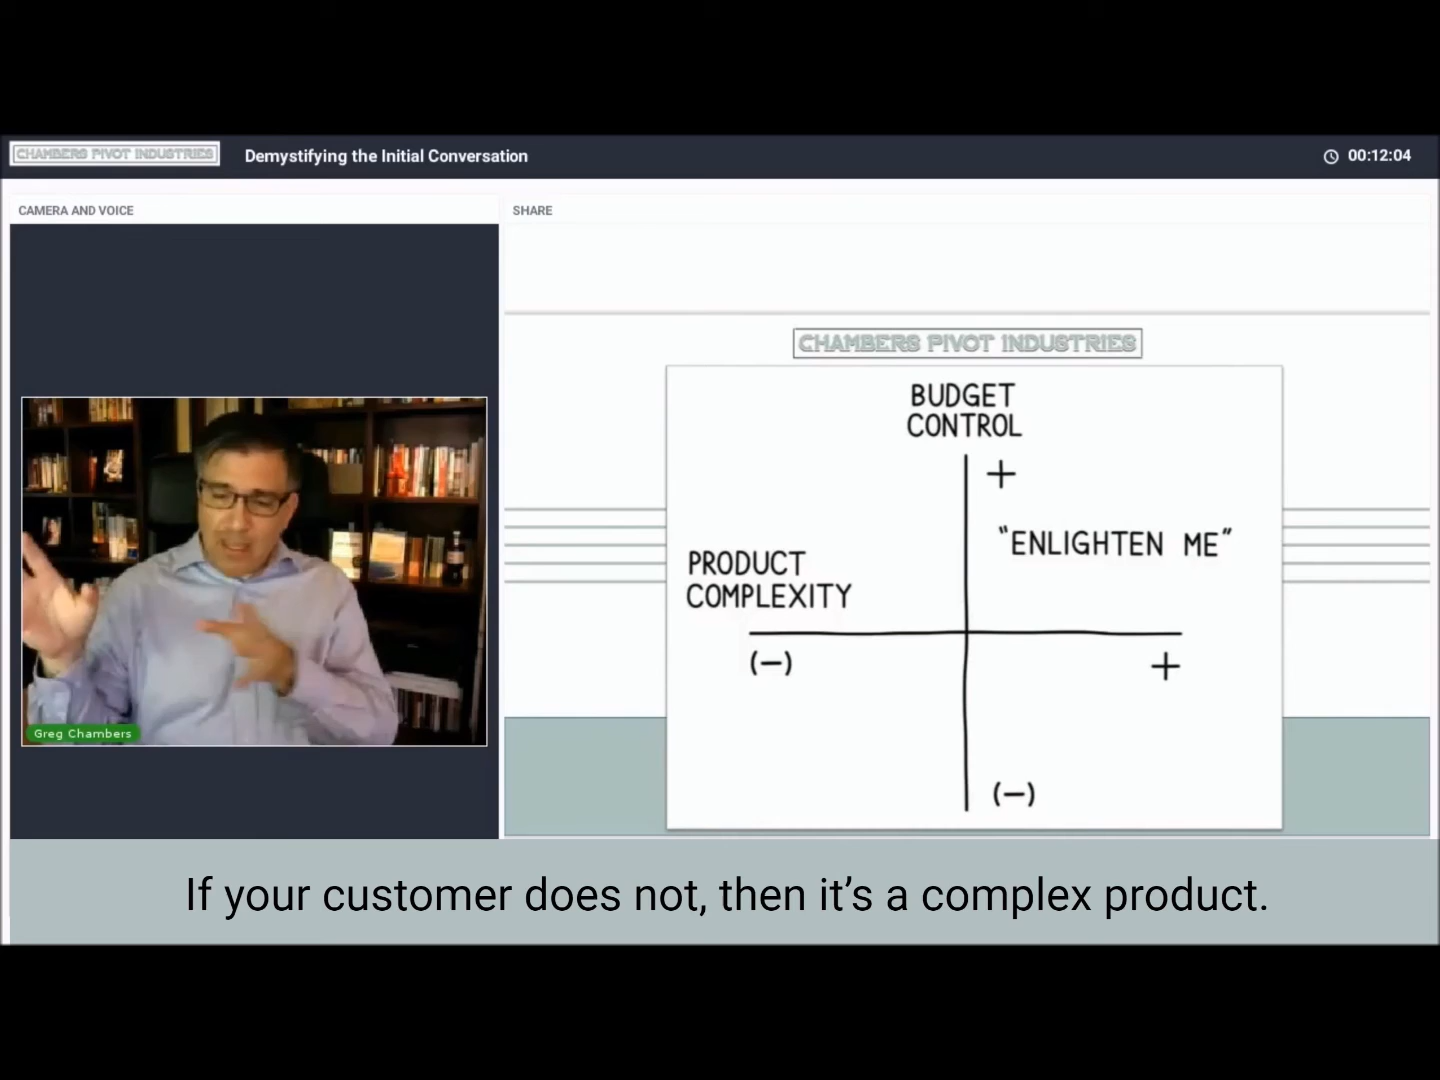 CHAMBERS PIVOT INDUSTRIES
Demystifying the Initial Conversation
00:12:04
CAMERA AND VOICE
SHARE
CHAMBERS PIVOT INDUSTRIES
BUDGET
CONTROL
+
“ENLIGHTEN ME”
PRODUCT
COMPLEXITY
(-)
+
(-)
Greg Chambers
If your customer does not, then it’s a complex product.